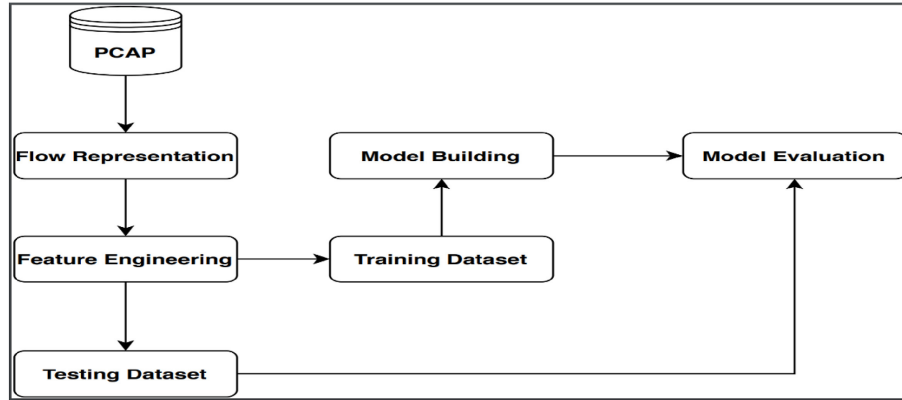 PCAP
Flow Representation
Model Building
Model Evaluation
Feature Engineering
Training Dataset
Testing Dataset